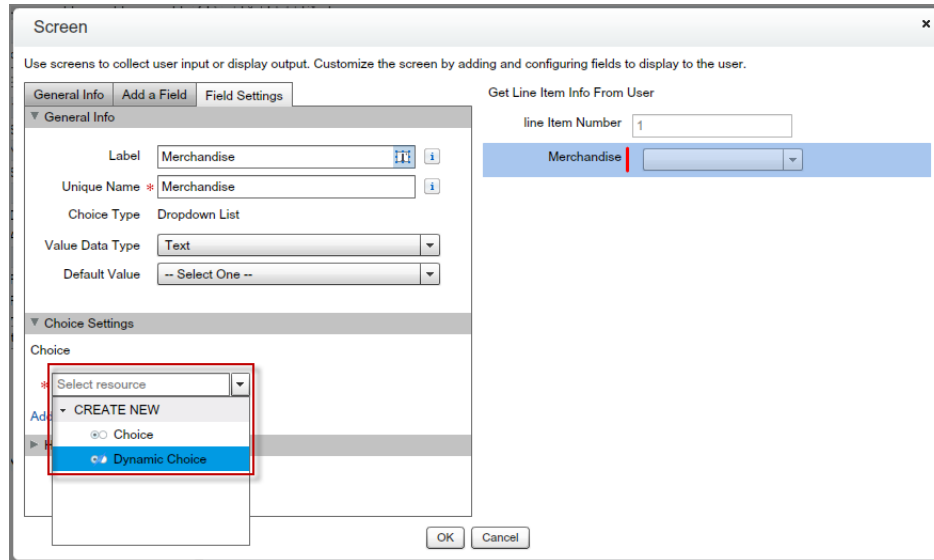 Screen
×
Use screens to collect user input or display output. Customize the screen by adding and configuring fields to display to the user.
General Info
Add a Field
Field Settings
General Info
Label
Merchandise
i
Unique Name * Merchandise
i
Choice Type Dropdown List
Value Data Type Text
Default Value -- Select One --
Choice Settings
Choice
* Select resource
CREATE NEW
Choice
Dynamic Choice
Get Line Item Info From User
line Item Number 1
Merchandise
OK
Cancel